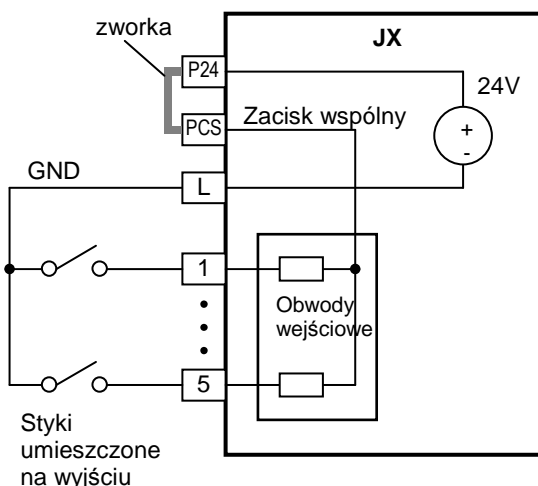 zworka
JX
P24
24V
PCS
Zacisk wspólny
+
-
GND
L
1
Obwody
wejściowe
5
Styki
umieszczone
na wyjściu